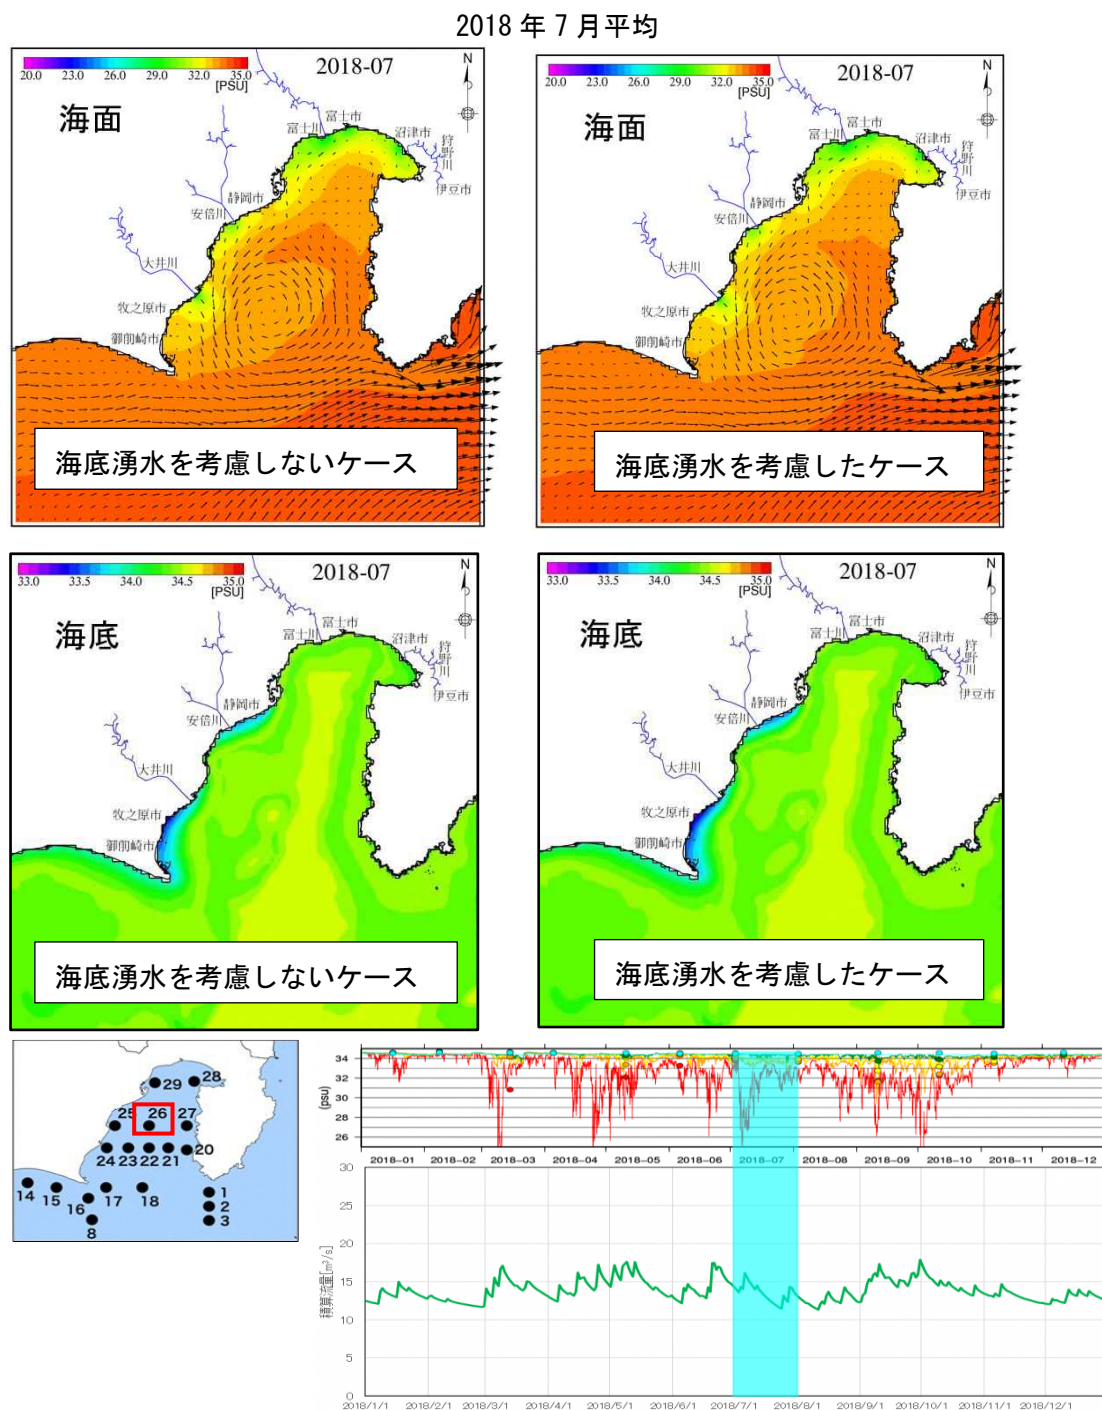 2018 年 7 月平均
20.0 23.0 26.0 29.0 32.0 35.0
[PSU]
2018-07
N
海面
富士市
富士川
沼津市
狩野川
伊豆市
静岡市
安倍川
大井川
牧之原市
御前崎市
海底湧水を考慮しないケース
20.0 23.0 26.0 29.0 32.0 35.0
[PSU]
2018-07
N
海面
富士市
富士川
沼津市
狩野川
伊豆市
静岡市
安倍川
大井川
牧之原市
御前崎市
海底湧水を考慮したケース
33.0 33.5 34.0 34.5 35.0
[PSU]
2018-07
N
海底
富士市
富士川
沼津市
狩野川
伊豆市
静岡市
安倍川
大井川
牧之原市
御前崎市
海底湧水を考慮しないケース
33.0 33.5 34.0 34.5 35.0
[PSU]
2018-07
N
海底
富士市
富士川
沼津市
狩野川
伊豆市
静岡市
安倍川
大井川
牧之原市
御前崎市
海底湧水を考慮したケース
29 28
25 26 27
24 23 22 21 20
14 15 16 17 18 1
2
8 3
(psu)
34
32
30
28
26
2018-01 2018-02 2018-03 2018-04 2018-05 2018-06 2018-07 2018-08 2018-09 2018-10 2018-11 2018-12
積算流量[m³/s]
30
25
20
15
10
5
0
2018/1/1 2018/2/1 2018/3/1 2018/4/1 2018/5/1 2018/6/1 2018/7/1 2018/8/1 2018/9/1 2018/10/1 2018/11/1 2018/12/1